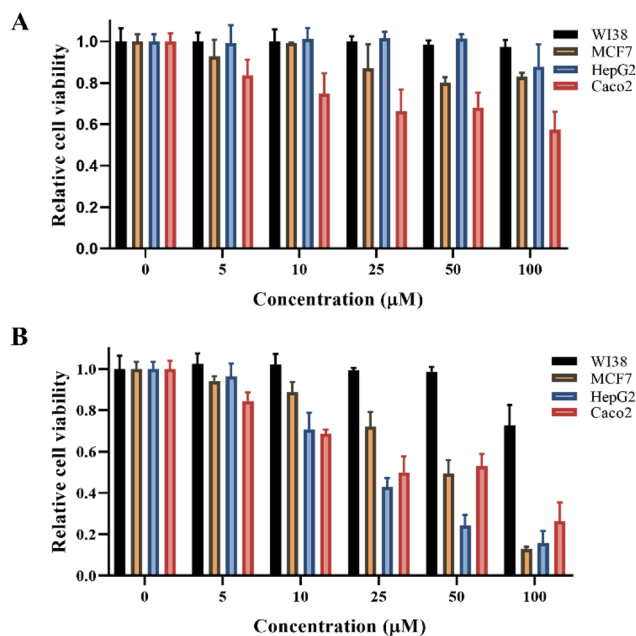 A
Relative cell viability
1.0
0.8
0.6
0.4
0.2
0.0
0 5 10 25 50 100
Concentration (μM)
WI38
MCF7
HepG2
Caco2
B
Relative cell viability
1.0
0.8
0.6
0.4
0.2
0.0
0 5 10 25 50 100
Concentration (μM)
WI38
MCF7
HepG2
Caco2